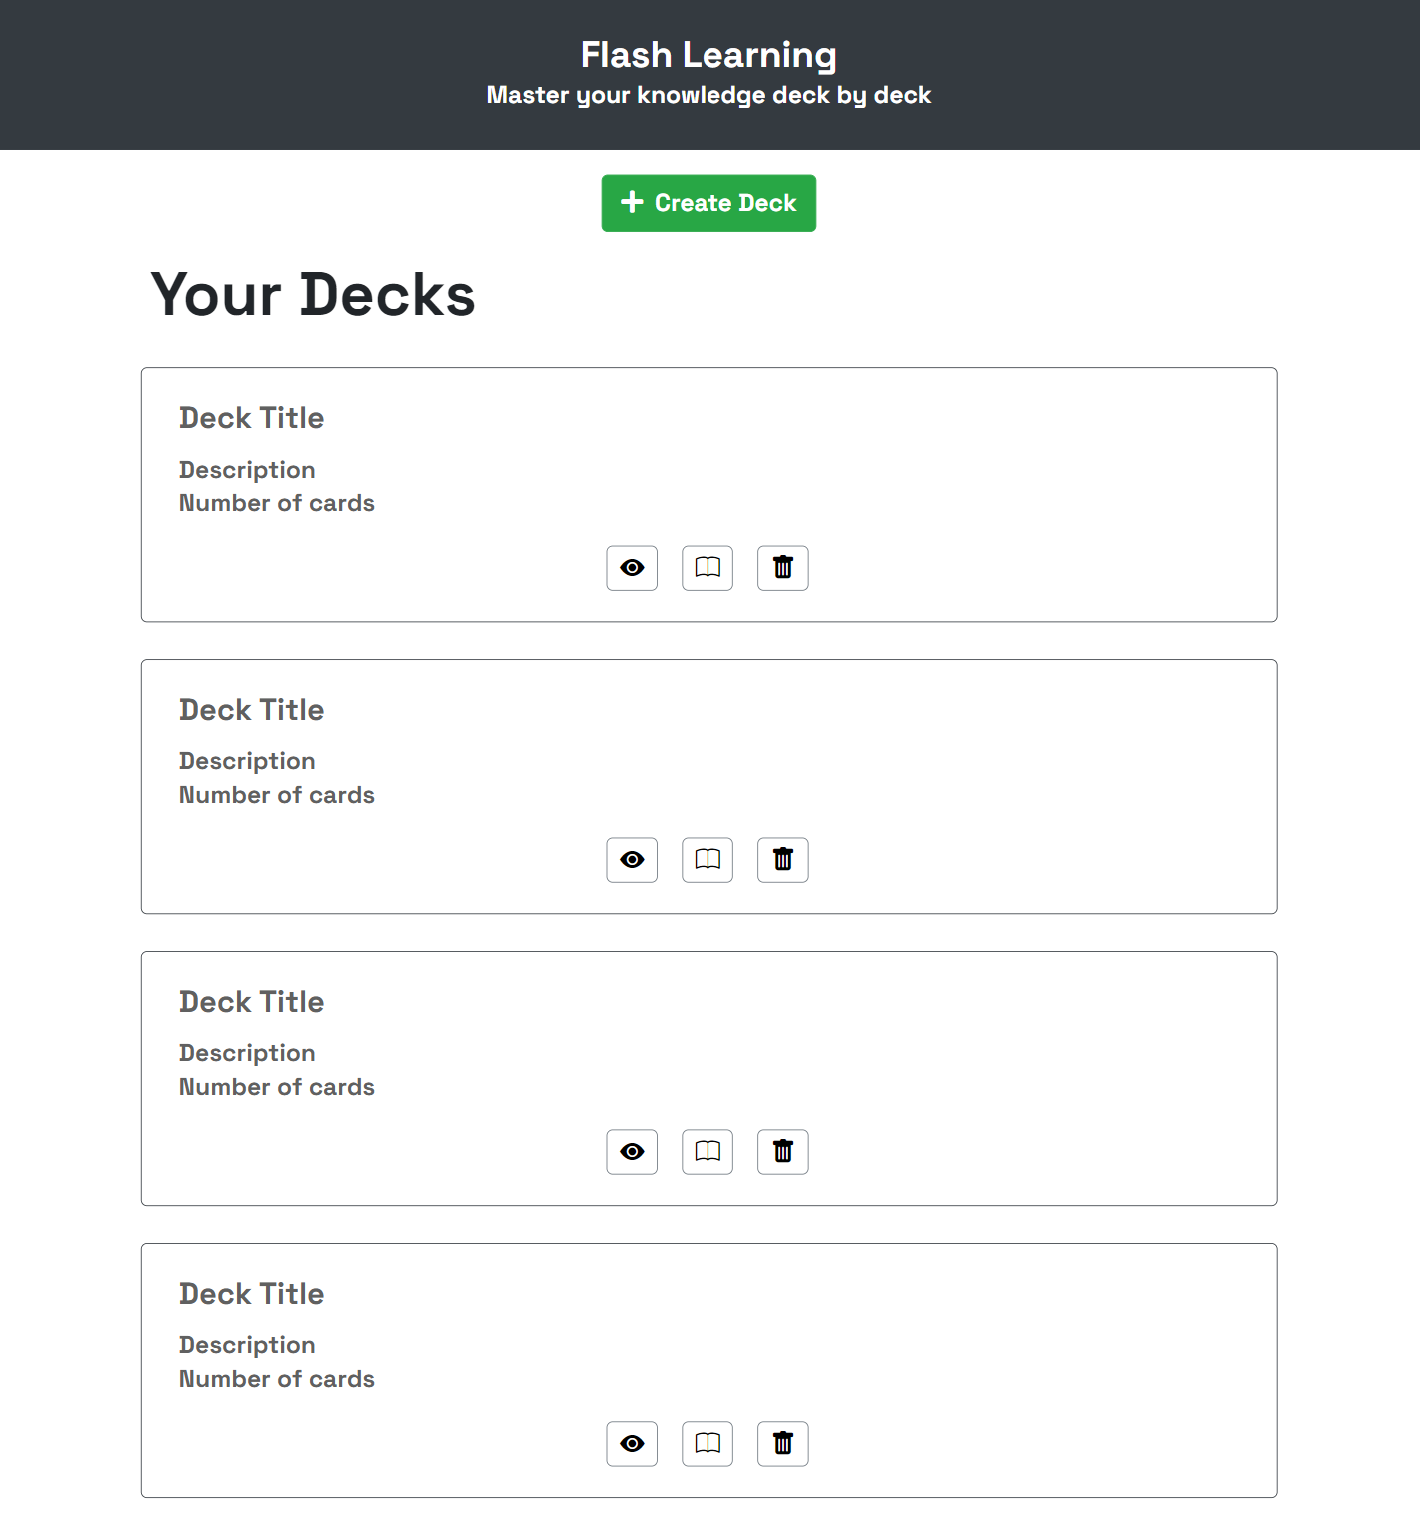 Flash Learning
Master your knowledge deck by deck
Create Deck
Your Decks
Deck Title
Description
Number of cards
Deck Title
Description
Number of cards
Deck Title
Description
Number of cards
Deck Title
Description
Number of cards